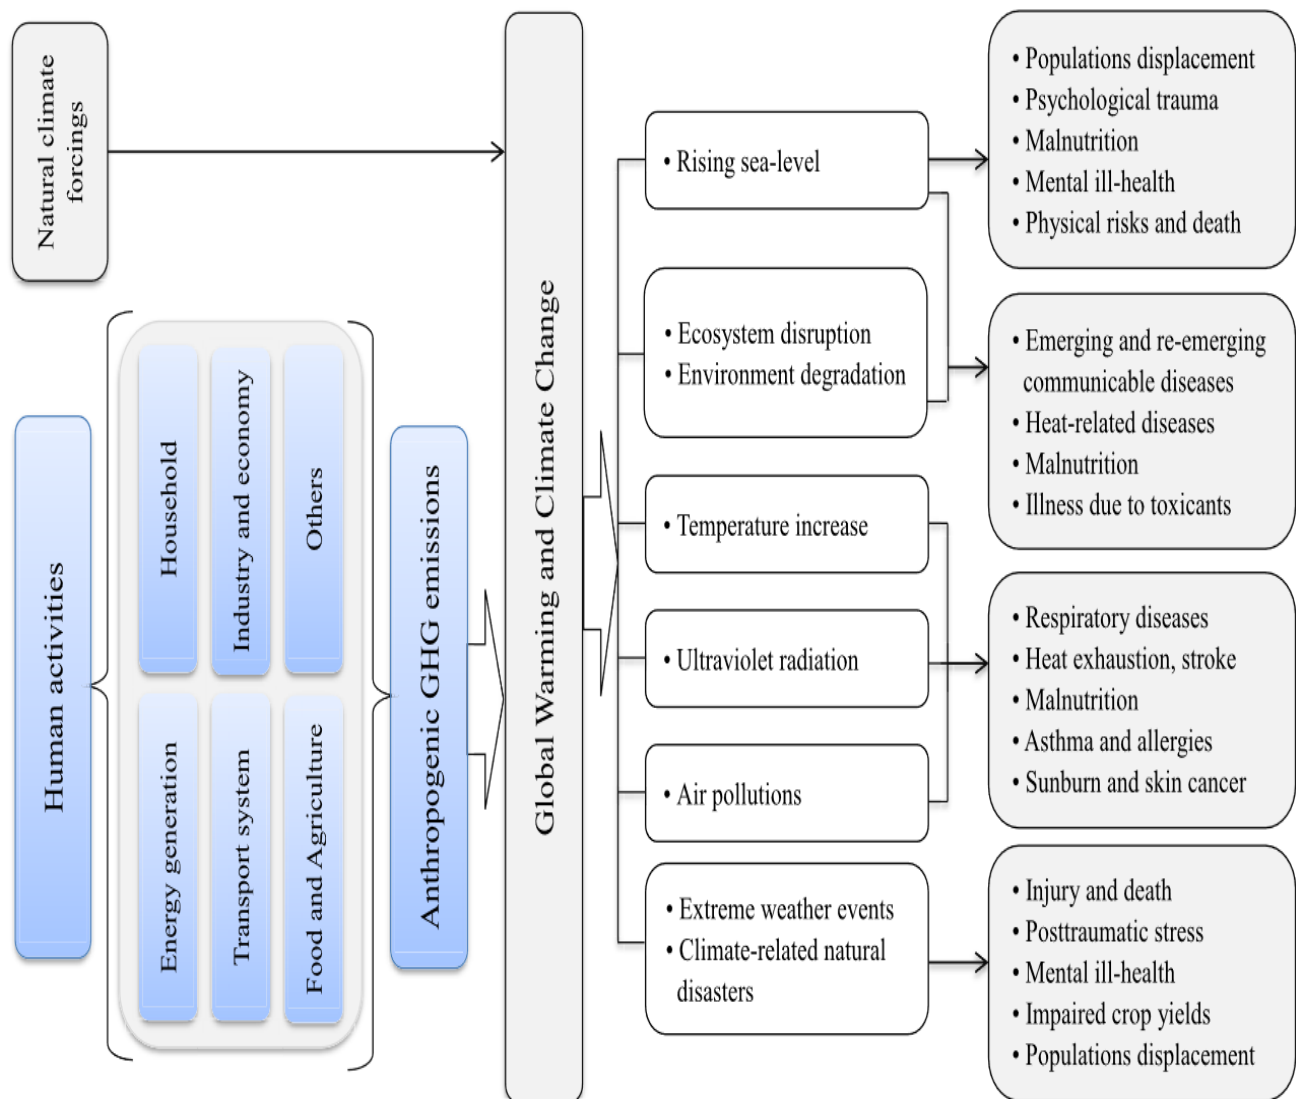 Natural climate
forcings
Human activities
Household
Industry and economy
Others
Energy generation
Transport system
Food and Agriculture
Anthropogenic GHG emissions
Global Warming and Climate Change
• Rising sea-level
• Ecosystem disruption
• Environment degradation
• Temperature increase
• Ultraviolet radiation
• Air pollutions
• Extreme weather events
• Climate-related natural
disasters
• Populations displacement
• Psychological trauma
• Malnutrition
• Mental ill-health
• Physical risks and death
• Emerging and re-emerging
communicable diseases
• Heat-related diseases
• Malnutrition
• Illness due to toxicants
• Respiratory diseases
• Heat exhaustion, stroke
• Malnutrition
• Asthma and allergies
• Sunburn and skin cancer
• Injury and death
• Posttraumatic stress
• Mental ill-health
• Impaired crop yields
• Populations displacement